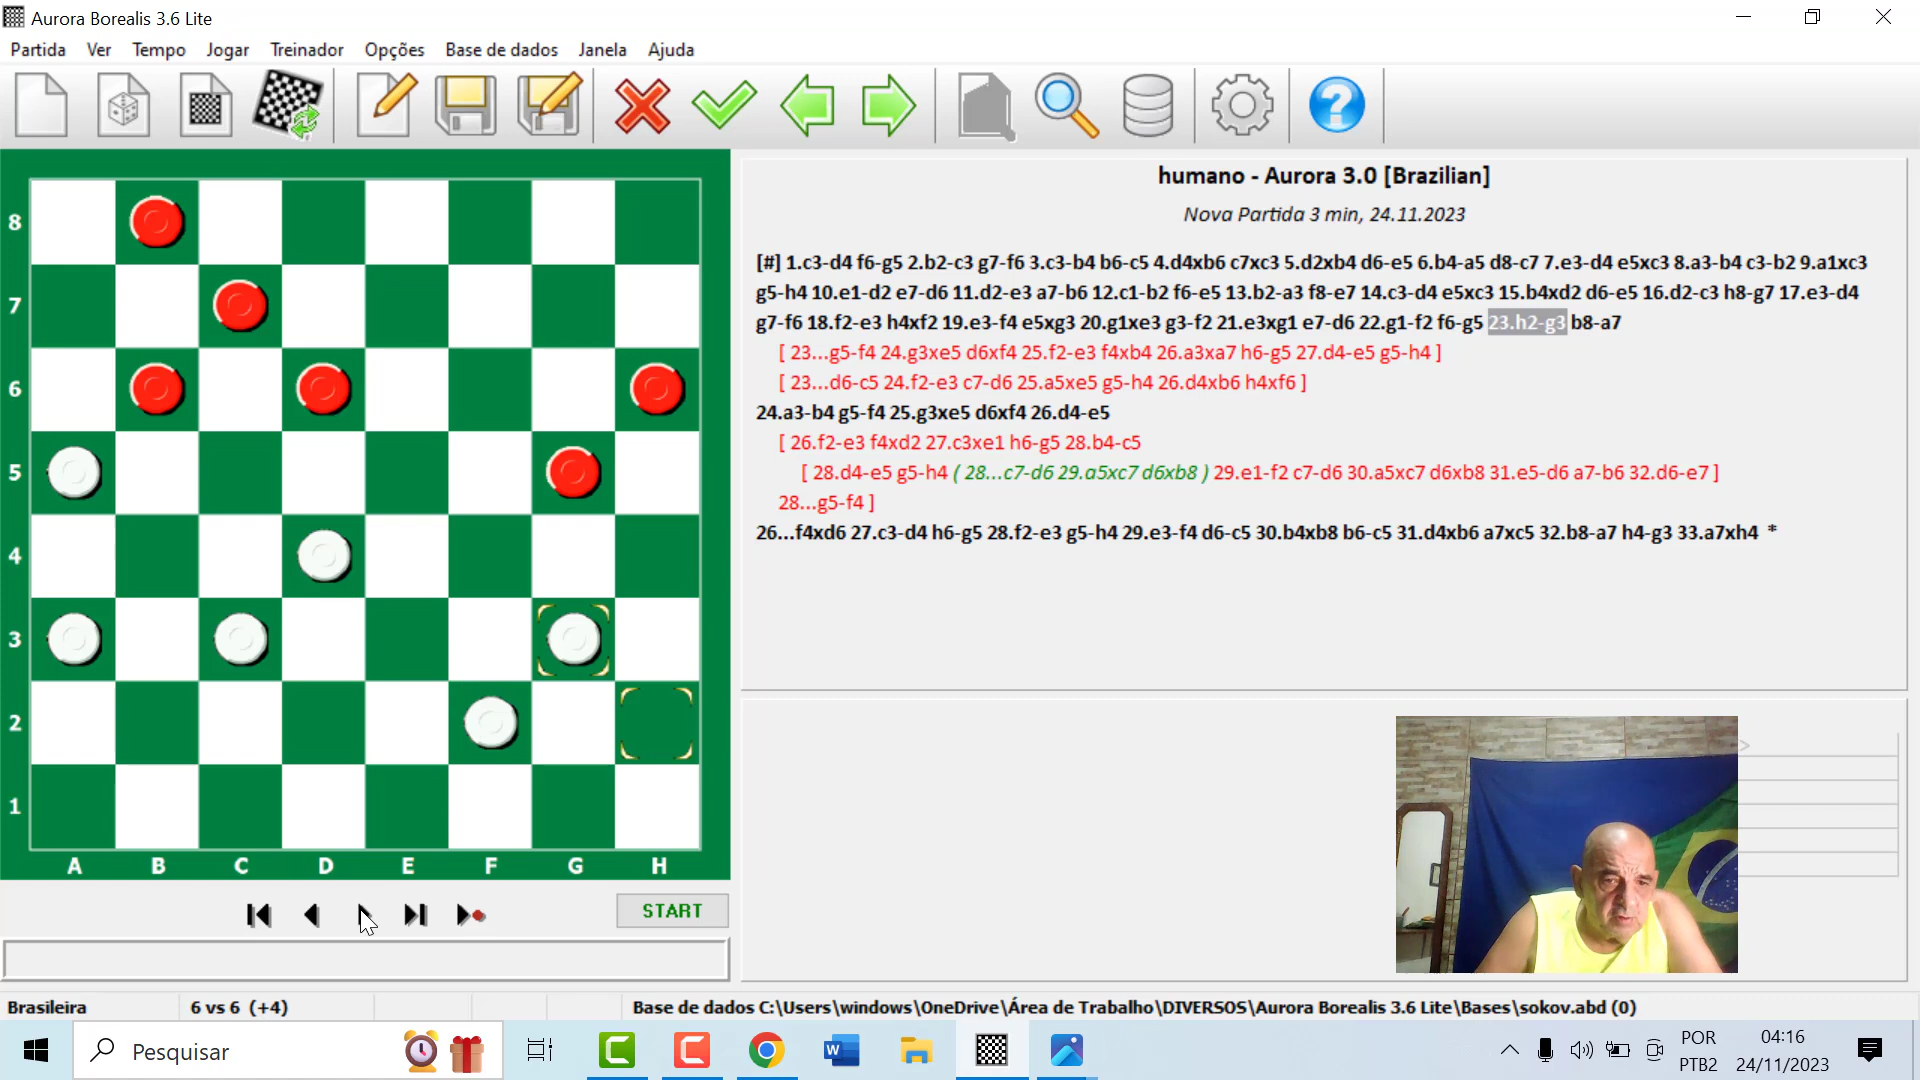 Aurora Borealis 3.6 Lite
Partida Ver Tempo Jogar Treinador Opções Base de dados Janela Ajuda
humano - Aurora 3.0 [Brazilian]
Nova Partida 3 min, 24.11.2023
[#] 1.c3-d4 f6-g5 2.b2-c3 g7-f6 3.c3-b4 b6-c5 4.d4xb6 c7xc3 5.d2xb4 d6-e5 6.b4-a5 d8-c7 7.e3-d4 e5xc3 8.a3-b4 c3-b2 9.a1xc3
g5-h4 10.e1-d2 e7-d6 11.d2-e3 a7-b6 12.c1-b2 f6-e5 13.b2-a3 f8-e7 14.c3-d4 e5xc3 15.b4xd2 d6-e5 16.d2-c3 h8-g7 17.e3-d4
g7-f6 18.f2-e3 h4xf2 19.e3-f4 e5xg3 20.g1xe3 g3-f2 21.e3xg1 e7-d6 22.g1-f2 f6-g5 23.h2-g3 b8-a7
[ 23...g5-f4 24.g3xe5 d6xf4 25.f2-e3 f4xb4 26.a3xa7 h6-g5 27.d4-e5 g5-h4 ]
[ 23...d6-c5 24.f2-e3 c7-d6 25.a5xe5 g5-h4 26.d4xb6 h4xf6 ]
24.a3-b4 g5-f4 25.g3xe5 d6xf4 26.d4-e5
[ 26.f2-e3 f4xd2 27.c3xe1 h6-g5 28.b4-c5
[ 28.d4-e5 g5-h4 ( 28...c7-d6 29.a5xc7 d6xb8 ) 29.e1-f2 c7-d6 30.a5xc7 d6xb8 31.e5-d6 a7-b6 32.d6-e7 ]
28...g5-f4 ]
26...f4xd6 27.c3-d4 h6-g5 28.f2-e3 g5-h4 29.e3-f4 d6-c5 30.b4xb8 b6-c5 31.d4xb6 a7xc5 32.b8-a7 h4-g3 33.a7xh4 *
8
7
6
5
4
3
2
1
A B C D E F G H
START
Brasileira 6 vs 6 (+4) Base de dados C:\Users\windows\OneDrive\Área de Trabalho\DIVERSOS\Aurora Borealis 3.6 Lite\Bases\sokov.abd (0)
Pesquisar
POR
PTB2
04:16
24/11/2023